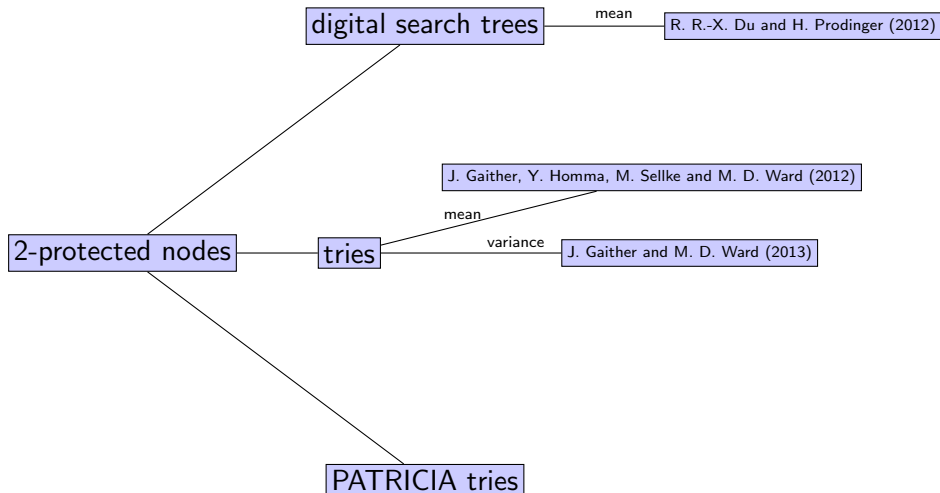 digital search trees
mean
R. R.-X. Du and H. Prodinger (2012)
J. Gaither, Y. Homma, M. Sellke and M. D. Ward (2012)
mean
2-protected nodes
tries
variance
J. Gaither and M. D. Ward (2013)
PATRICIA tries